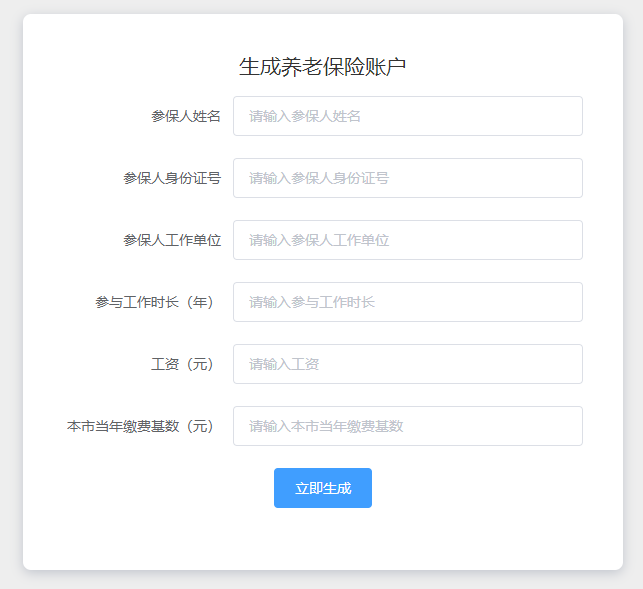 生成养老保险账户
参保人姓名 请输入参保人姓名
参保人身份证号 请输入参保人身份证号
参保人工作单位 请输入参保人工作单位
参与工作时长（年） 请输入参与工作时长
工资（元） 请输入工资
本市当年缴费基数（元） 请输入本市当年缴费基数
立即生成